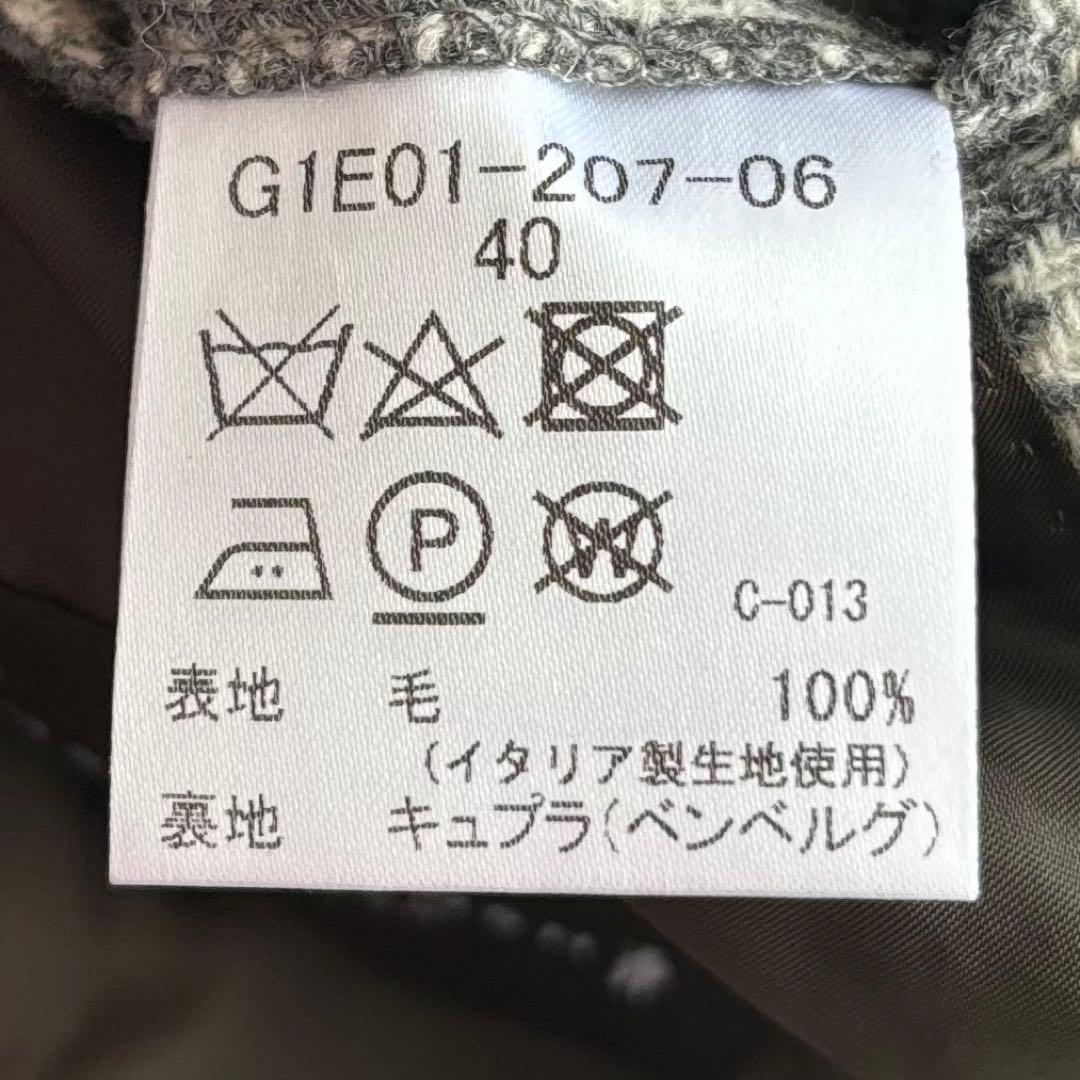 G1E01-207-06
40
P
W
C-013
表地 毛 100%
(イタリア製生地使用)
裏地 キュプラ(ベンベルグ)